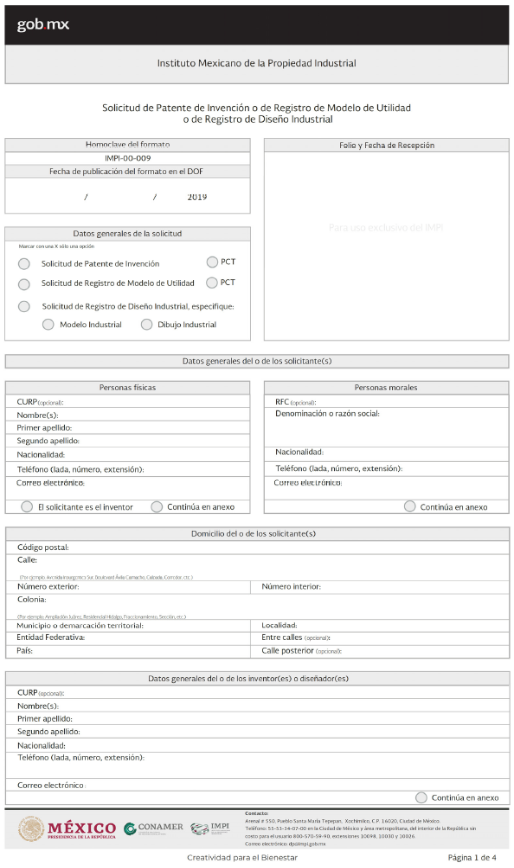 gob.mx
Instituto Mexicano de la Propiedad Industrial
Solicitud de Patente de Invención o de Registro de Modelo de Utilidad
o de Registro de Diseño Industrial
Homoclave del formato
IMPI-00-009
Fecha de publicación del formato en el DOF
/ / 2019
Folio y Fecha de Recepción
Para uso exclusivo del IMPI
Datos generales de la solicitud
Marcar con una X sólo una opción
Solicitud de Patente de Invención
PCT
Solicitud de Registro de Modelo de Utilidad
PCT
Solicitud de Registro de Diseño Industrial, especifique:
Modelo Industrial
Dibujo Industrial
Datos generales del o de los solicitante(s)
Personas físicas
CURP(opcional):
Nombre(s):
Primer apellido:
Segundo apellido:
Nacionalidad:
Teléfono (lada, número, extensión):
Correo electrónico:
El solicitante es el inventor
Continúa en anexo
Personas morales
RFC (opcional):
Denominación o razón social:
Nacionalidad:
Teléfono (lada, número, extensión):
Correo electrónico:
Continúa en anexo
Domicilio del o de los solicitante(s)
Código postal:
Calle:
(Por ejemplo: Avenida Insurgentes Sur, Boulevard Ávila Camacho, Calzada, Corredor, etc.)
Número exterior:
Número interior:
Colonia:
(Por ejemplo: Ampliación Juárez, Residencial Hidalgo, Fraccionamiento, Sección, etc.)
Municipio o demarcación territorial:
Localidad:
Entidad Federativa:
Entre calles (opcional):
País:
Calle posterior (opcional):
Datos generales del o de los inventor(es) o diseñador(es)
CURP(opcional):
Nombre(s):
Primer apellido:
Segundo apellido:
Nacionalidad:
Teléfono (lada, número, extensión):
Correo electrónico
Continúa en anexo
MÉXICO
PRESIDENCIA DE LA REPÚBLICA
CONAMER
IMPI
Contacto:
Arenal # 550, Pueblo Santa María Tepepan, Xochimilco, C.P. 16020, Ciudad de México.
Teléfono: 55-53-34-07-00 en la Ciudad de México y área metropolitana, del interior de la República sin
costo para el usuario 800-570-59-90, extensiones
Correo electrónico:
Creatividad para el Bienestar
Página 1 de 4